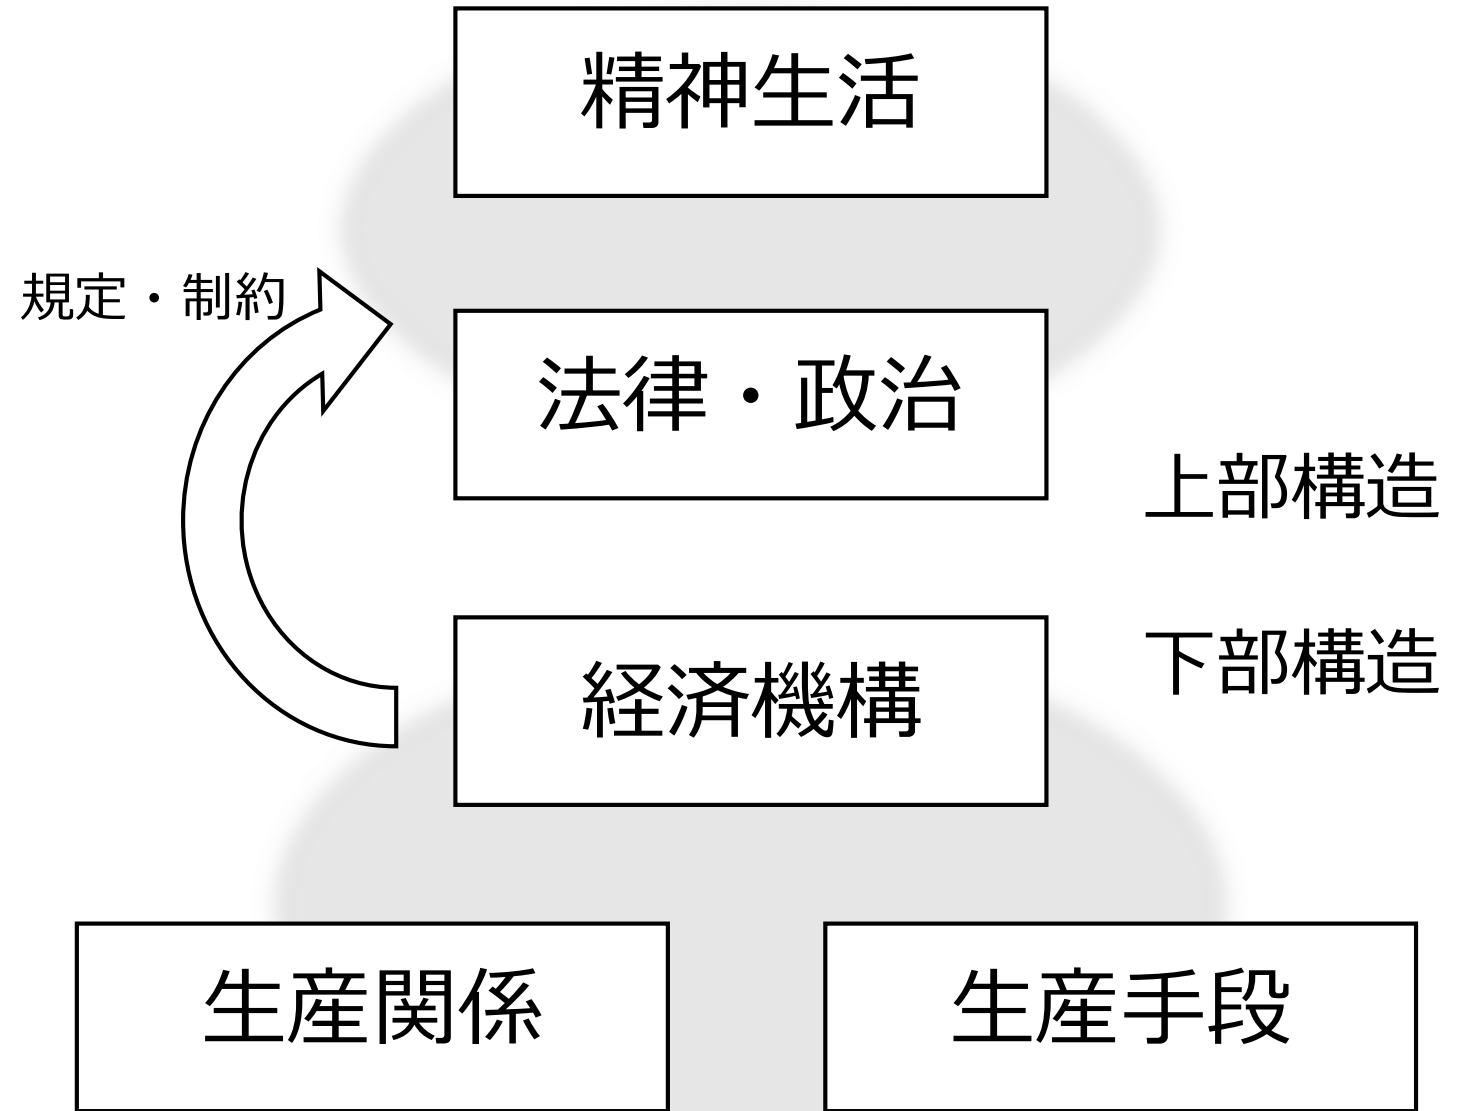 精神生活
規定・制約
法律・政治
上部構造
下部構造
経済機構
生産関係
生産手段